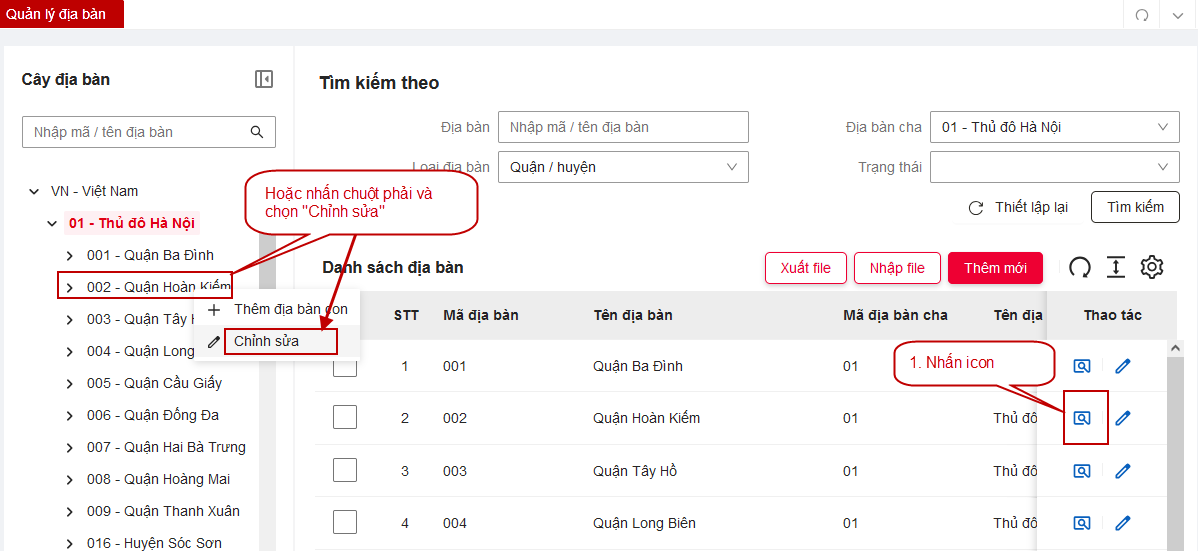 Quản lý địa bàn
Cây địa bàn
Nhập mã / tên địa bàn
VN - Việt Nam
01 - Thủ đô Hà Nội
001 - Quận Ba Đình
002 - Quận Hoàn Kiếm
003 - Quận Tây H
004 - Quận Long
005 - Quận Cầu Giấy
006 - Quận Đống Đa
007 - Quận Hai Bà Trưng
008 - Quận Hoàng Mai
009 - Quận Thanh Xuân
016 - Huyện Sóc Sơn
Hoặc nhấn chuột phải và
chọn "Chỉnh sửa"
Thêm địa bàn con
Chỉnh sửa
Tìm kiếm theo
Địa bàn
Nhập mã / tên địa bàn
Địa bàn cha
01 - Thủ đô Hà Nội
Loại địa bàn
Quận / huyện
Trạng thái
Thiết lập lại
Tìm kiếm
Danh sách địa bàn
Xuất file
Nhập file
Thêm mới
STT Mã địa bàn Tên địa bàn Mã địa bàn cha Tên địa Thao tác
1 001 Quận Ba Đình 01
1. Nhấn icon
2 002 Quận Hoàn Kiếm 01 Thủ đô
3 003 Quận Tây Hồ 01 Thủ đô
4 004 Quận Long Biên 01 Thủ đô